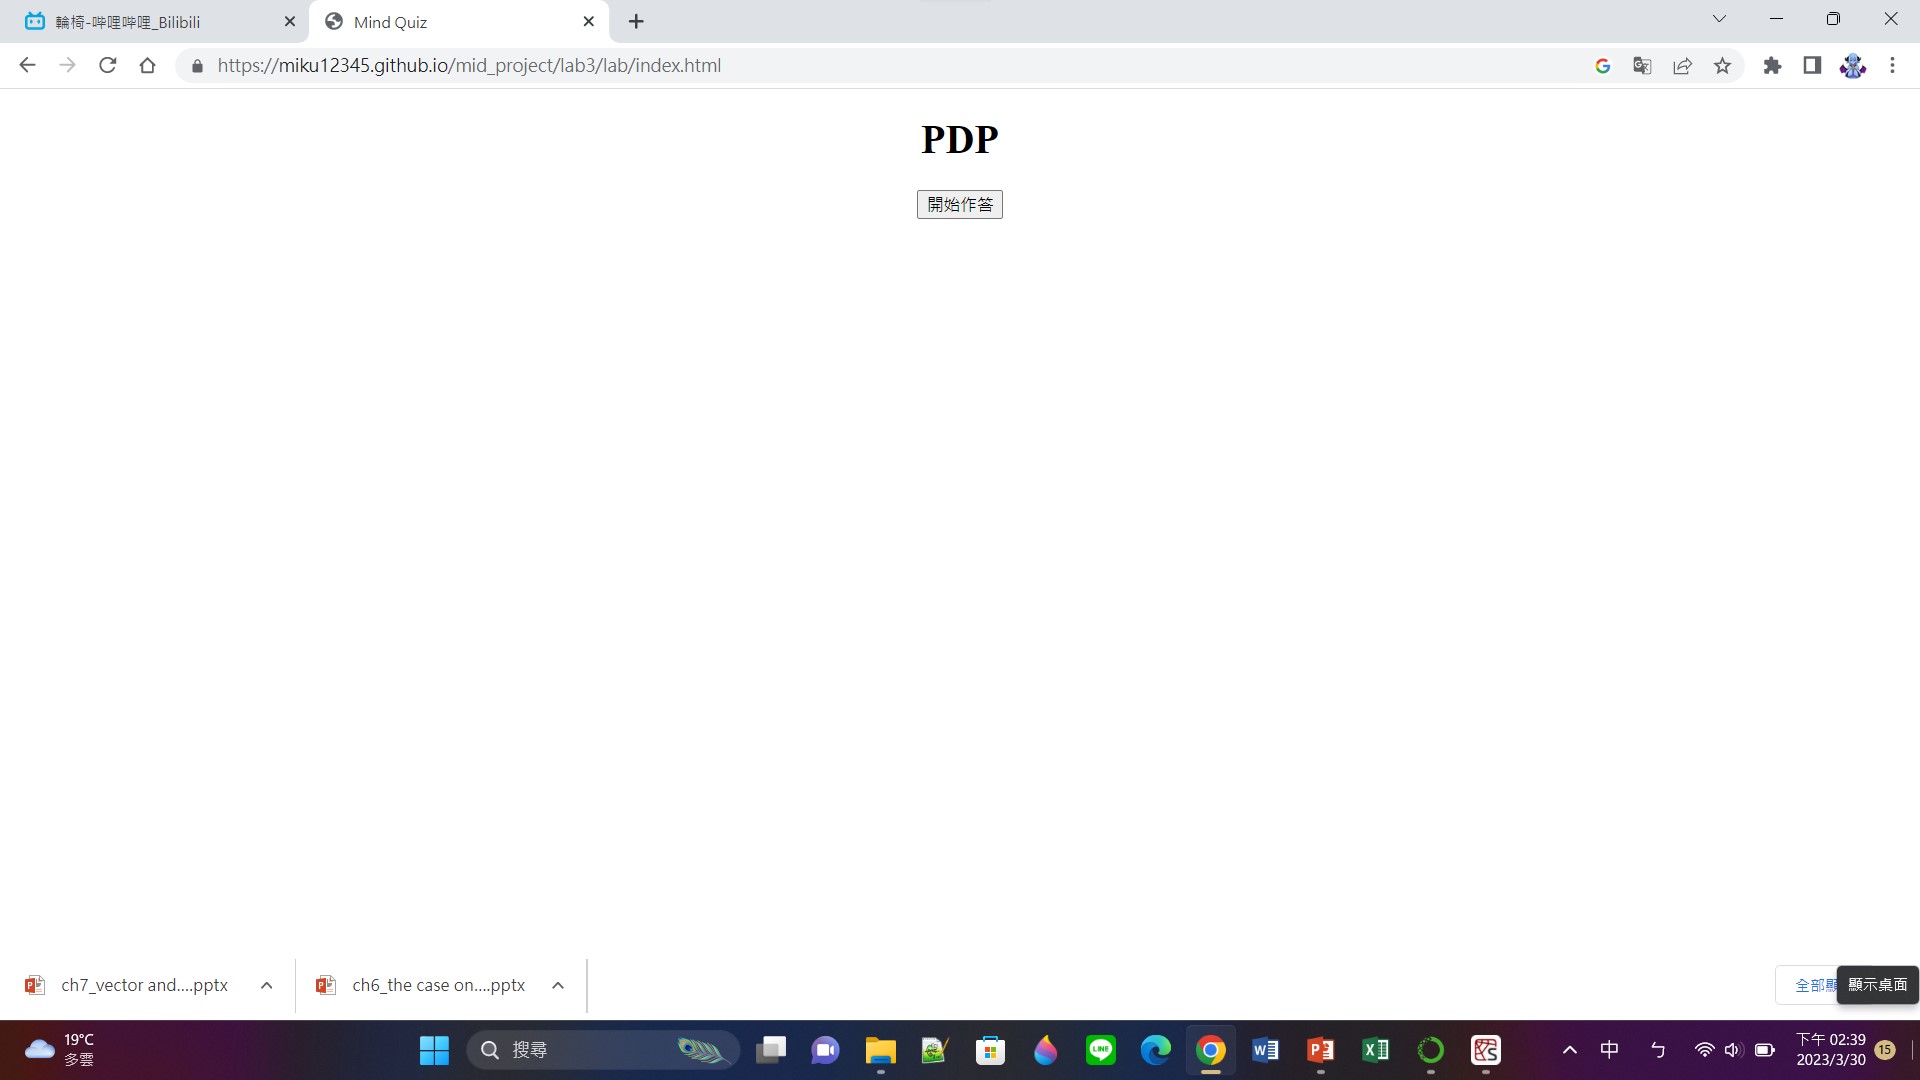 輪椅-哔哩哔哩_Bilibili
Mind Quiz
https://miku12345.github.io/mid_project/lab3/lab/index.html
PDP
開始作答
ch7_vector and....pptx
ch6_the case on....pptx
全部顯
顯示桌面
19°C
多雲
搜尋
LINE
中
ㄅ
下午 02:39
2023/3/30
15